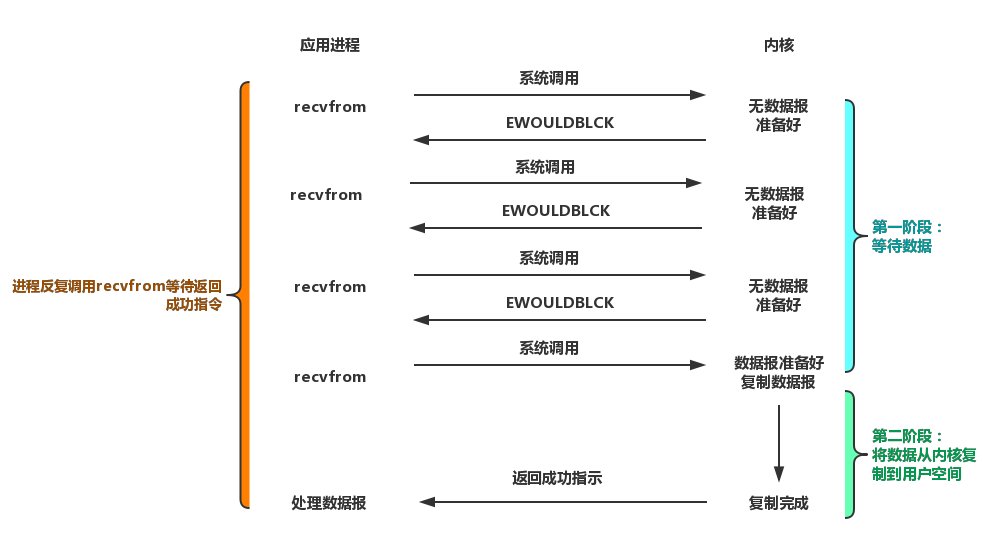 应用进程
内核
系统调用
recvfrom
无数据报
准备好
EWOULDBLCK
系统调用
recvfrom
无数据报
准备好
EWOULDBLCK
第一阶段：
等待数据
系统调用
recvfrom
无数据报
准备好
EWOULDBLCK
进程反复调用recvfrom等待返回
成功指令
系统调用
recvfrom
数据报准备好
复制数据报
第二阶段：
将数据从内核复
制到用户空间
返回成功指示
处理数据报
复制完成